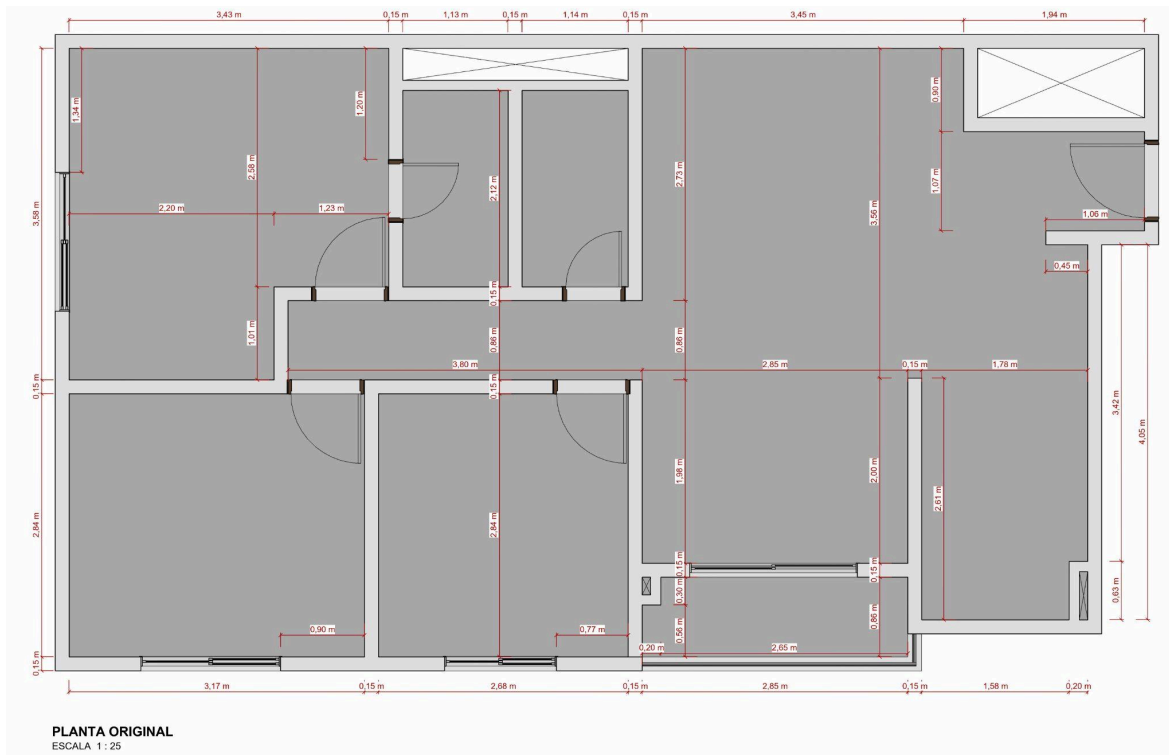 3,43 m
0,15 m
1,13 m
0,15 m
1,14 m
0,15 m
3,45 m
1,94 m
1,34 m
1,20 m
0,90 m
2,58 m
2,12 m
2,73 m
3,56 m
1,07 m
3,58 m
2,20 m
1,23 m
1,06 m
0,45 m
0,15 m
1,01 m
0,86 m
0,86 m
3,80 m
2,85 m
0,15 m
1,78 m
0,15 m
0,15 m
3,42 m
4,05 m
1,98 m
2,00 m
2,61 m
2,84 m
2,84 m
0,15 m
0,15 m
0,30 m
0,63 m
0,56 m
0,86 m
0,90 m
0,77 m
0,20 m
2,65 m
0,15 m
3,17 m
0,15 m
2,68 m
0,15 m
2,85 m
0,15 m
1,58 m
0,20 m
PLANTA ORIGINAL
ESCALA 1 : 25